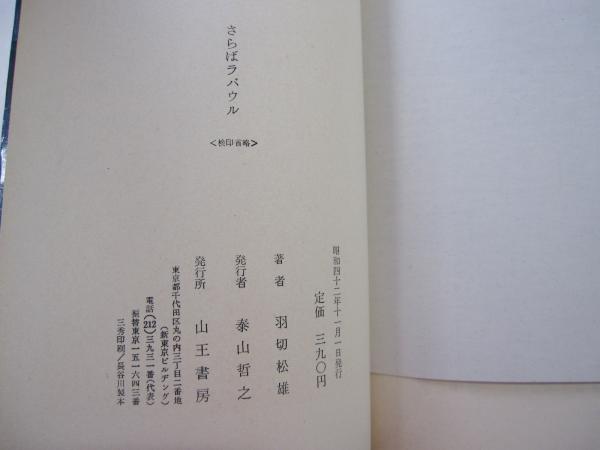 さらばラバウル
<検印省略>
昭和四十二年十一月一日発行
定価 三九〇円
著者 羽切松雄
発行者 泰山哲之
発行所 山王書房
東京都千代田区丸の内三丁目二番地
(新東京ビルヂング)
電話(212)三九三一番(代表)
振替東京一五一六四三番
三秀印刷/長谷川製本